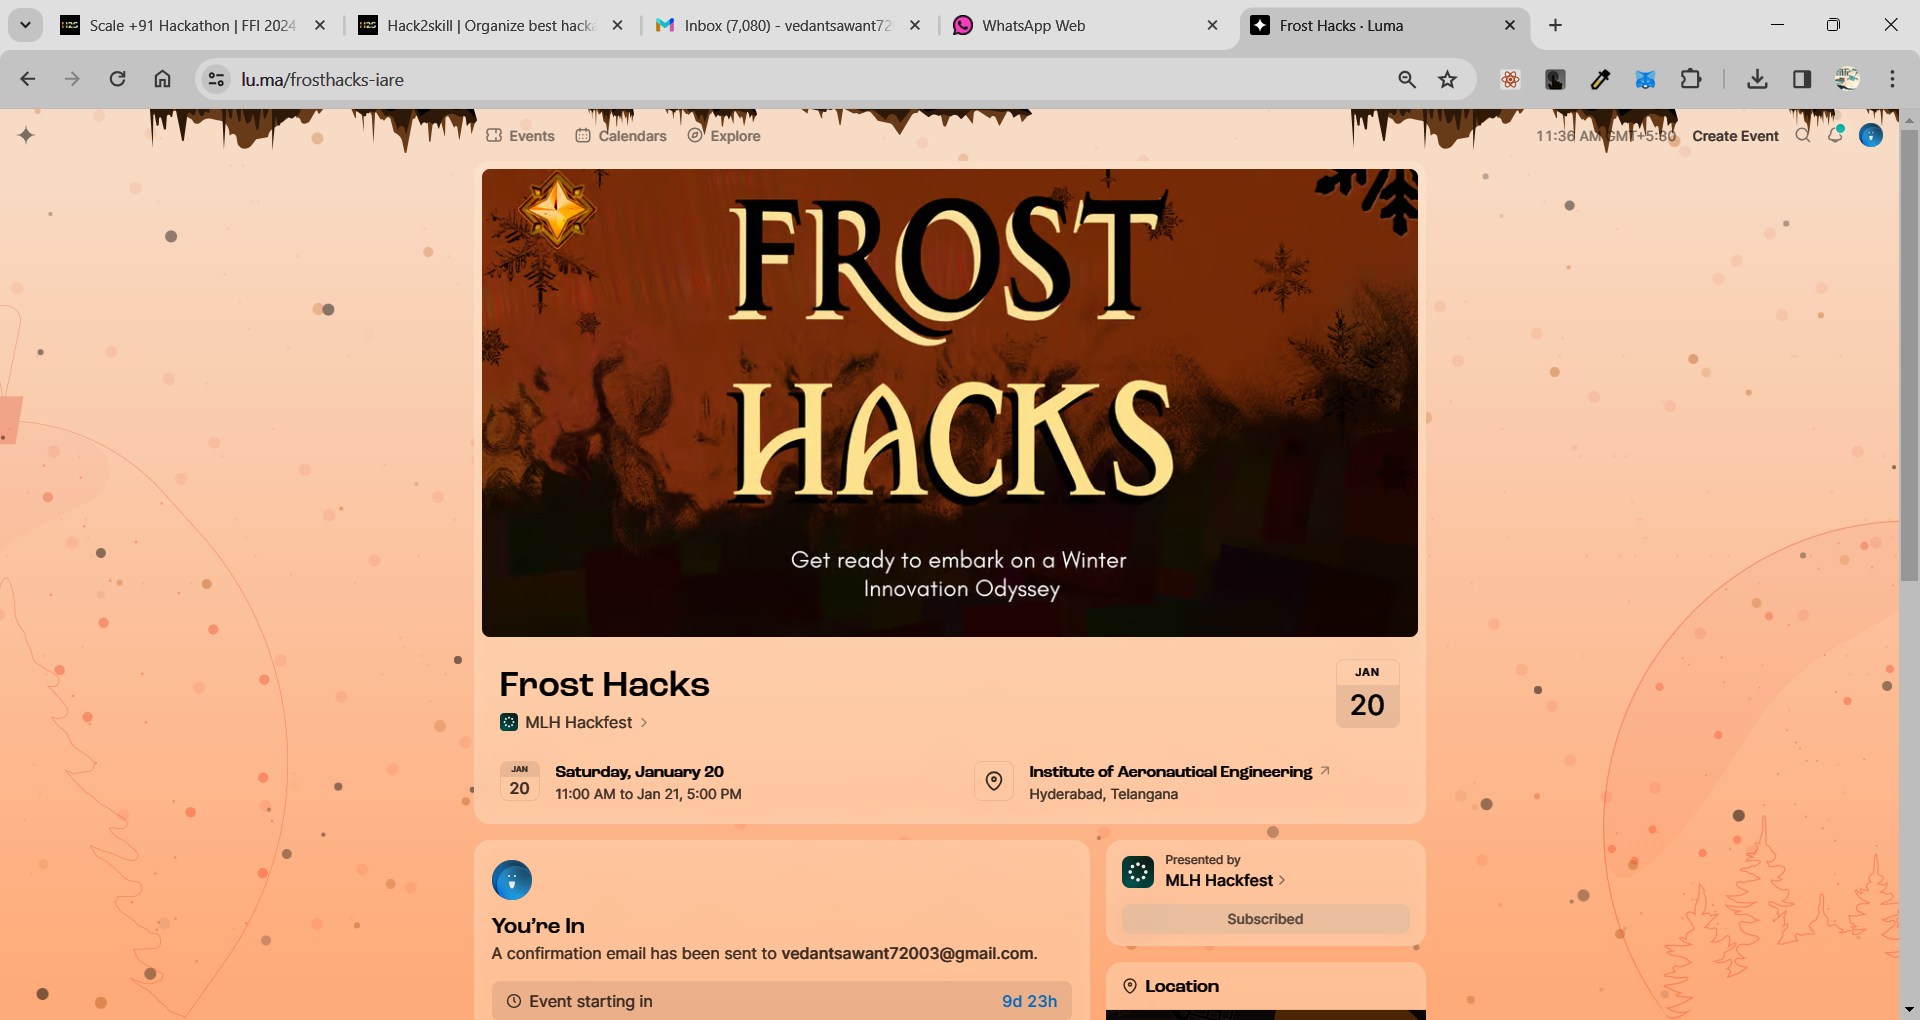 Scale +91 Hackathon | FFI 2024
Hack2skill | Organize best hacka
Inbox (7,080) - vedantsawant720
WhatsApp Web
Frost Hacks · Luma
lu.ma/frosthacks-iare
Events
Calendars
Explore
11:36 AM GMT+5:30
Create Event
FROST
HACKS
Get ready to embark on a Winter
Innovation Odyssey
Frost Hacks
MLH Hackfest
JAN
20
JAN
20
Saturday, January 20
11:00 AM to Jan 21, 5:00 PM
Institute of Aeronautical Engineering
Hyderabad, Telangana
You're In
A confirmation email has been sent to vedantsawant72003@gmail.com.
Event starting in
9d 23h
Presented by
MLH Hackfest
Subscribed
Location